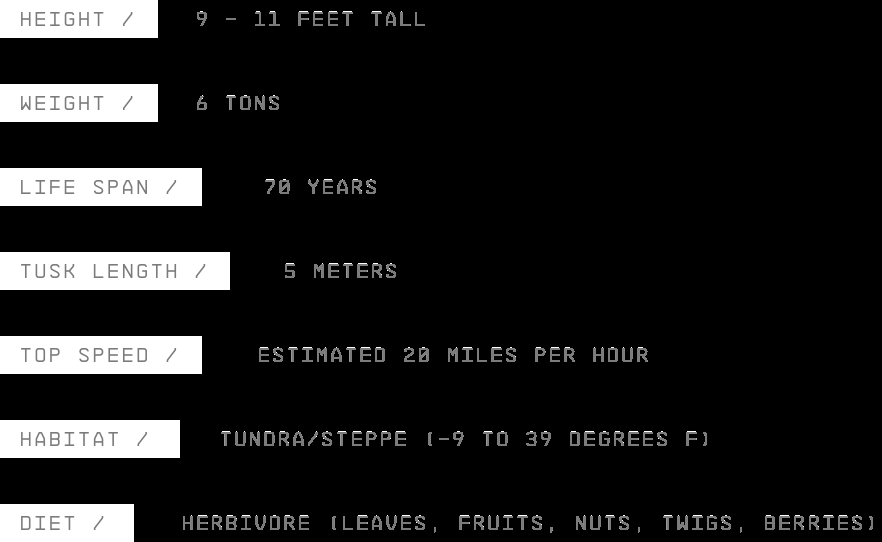 HEIGHT / 9 - 11 FEET TALL
WEIGHT / 6 TONS
LIFE SPAN / 70 YEARS
TUSK LENGTH / 5 METERS
TOP SPEED / ESTIMATED 20 MILES PER HOUR
HABITAT / TUNDRA/STEPPE (-9 TO 39 DEGREES F)
DIET / HERBIVORE (LEAVES, FRUITS, NUTS, TWIGS, BERRIES)